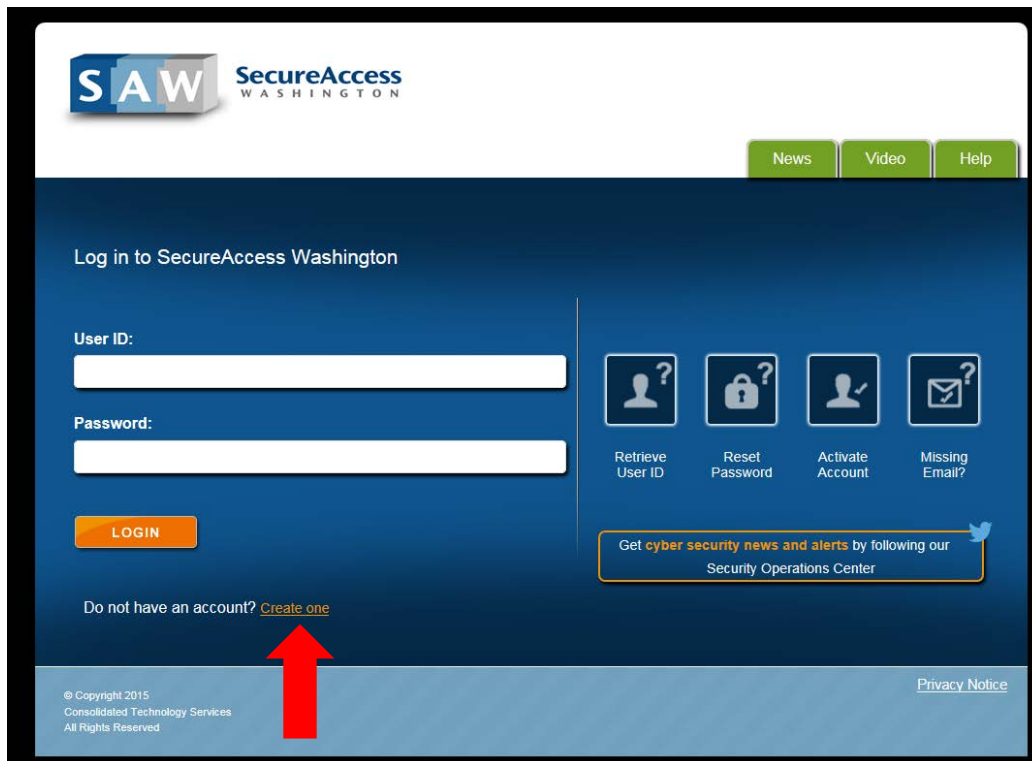 SAW SecureAccess
WASHINGTON
News Video Help
Log in to SecureAccess Washington
User ID:
Password:
? ? ?
Retrieve User ID
Reset Password
Activate Account
Missing Email?
LOGIN
Get cyber security news and alerts by following our
Security Operations Center
Do not have an account? Create one
© Copyright 2015
Consolidated Technology Services
All Rights Reserved
Privacy Notice